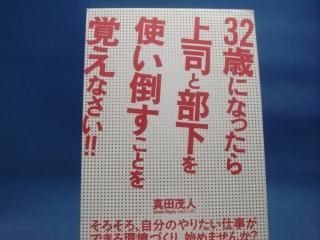 32歳になったら
上司と部下を
使い倒すことを
覚えなさい!!
真田茂人
そろそろ、自分のやりたい仕事が
できる環境づくり、始めませんか?